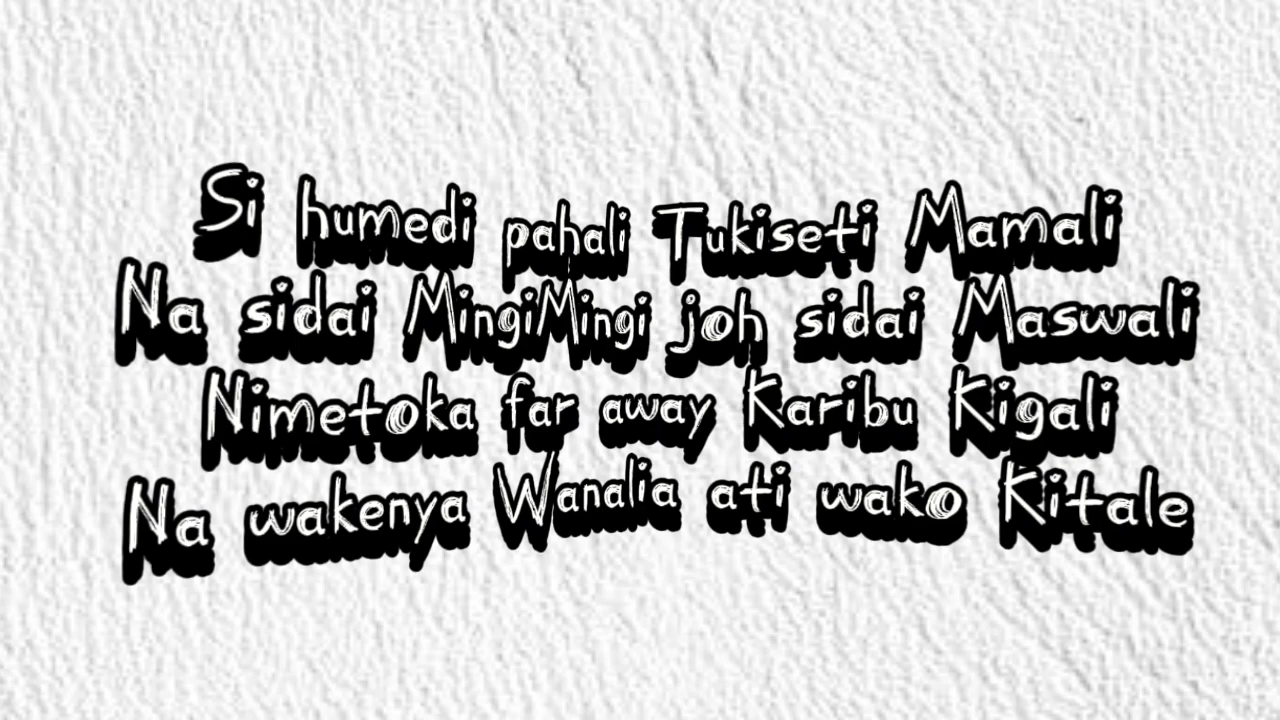 Si humedi pahali Tukiseti Mamali
Na sidai MingiMingi joh sidai Maswali
Nimetoka far away Karibu Kigali
Na wakenya Wanalia ati wako Kitale